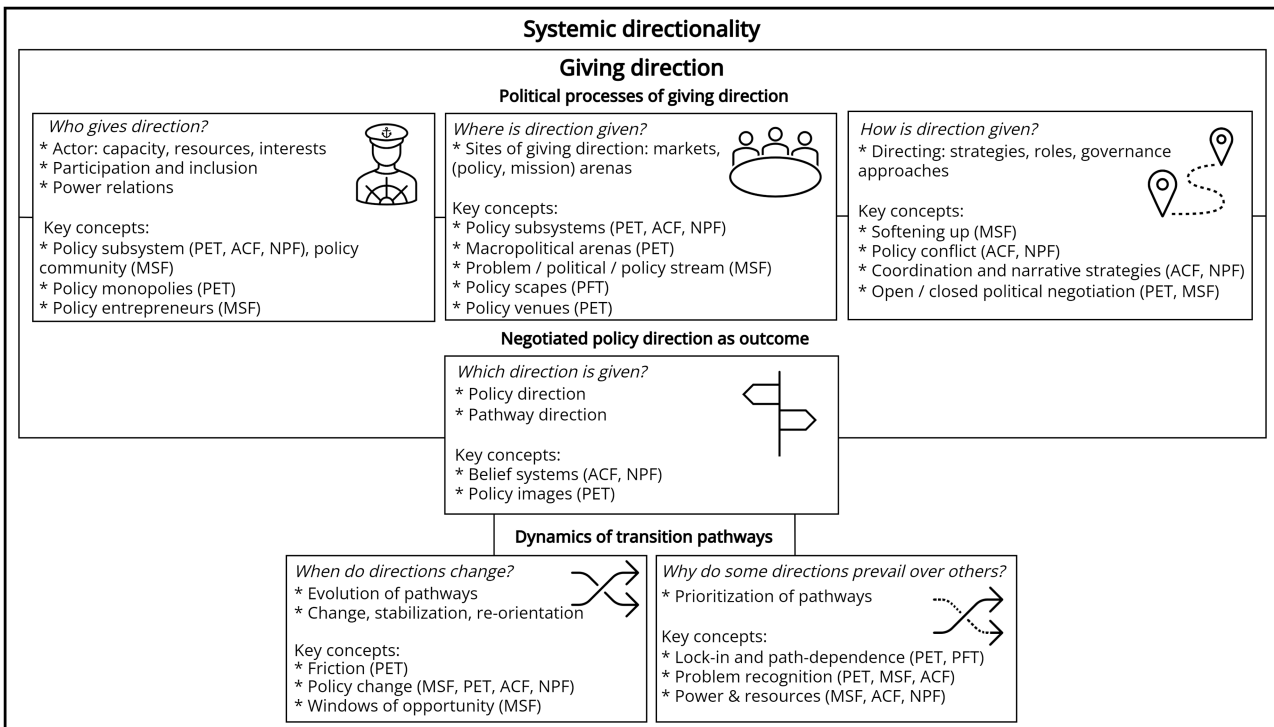 Systemic directionality
Giving direction
Political processes of giving direction
Who gives direction?
* Actor: capacity, resources, interests
* Participation and inclusion
* Power relations
Key concepts:
* Policy subsystem (PET, ACF, NPF), policy
community (MSF)
* Policy monopolies (PET)
* Policy entrepreneurs (MSF)
Where is direction given?
* Sites of giving direction: markets,
(policy, mission) arenas
Key concepts:
* Policy subsystems (PET, ACF, NPF)
* Macropolitical arenas (PET)
* Problem / political / policy stream (MSF)
* Policy scapes (PFT)
* Policy venues (PET)
How is direction given?
* Directing: strategies, roles, governance
approaches
Key concepts:
* Softening up (MSF)
* Policy conflict (ACF, NPF)
* Coordination and narrative strategies (ACF, NPF)
* Open / closed political negotiation (PET, MSF)
Negotiated policy direction as outcome
Which direction is given?
* Policy direction
* Pathway direction
Key concepts:
* Belief systems (ACF, NPF)
* Policy images (PET)
Dynamics of transition pathways
When do directions change?
* Evolution of pathways
* Change, stabilization, re-orientation
Key concepts:
* Friction (PET)
* Policy change (MSF, PET, ACF, NPF)
* Windows of opportunity (MSF)
Why do some directions prevail over others?
* Prioritization of pathways
Key concepts:
* Lock-in and path-dependence (PET, PFT)
* Problem recognition (PET, MSF, ACF)
* Power & resources (MSF, ACF, NPF)